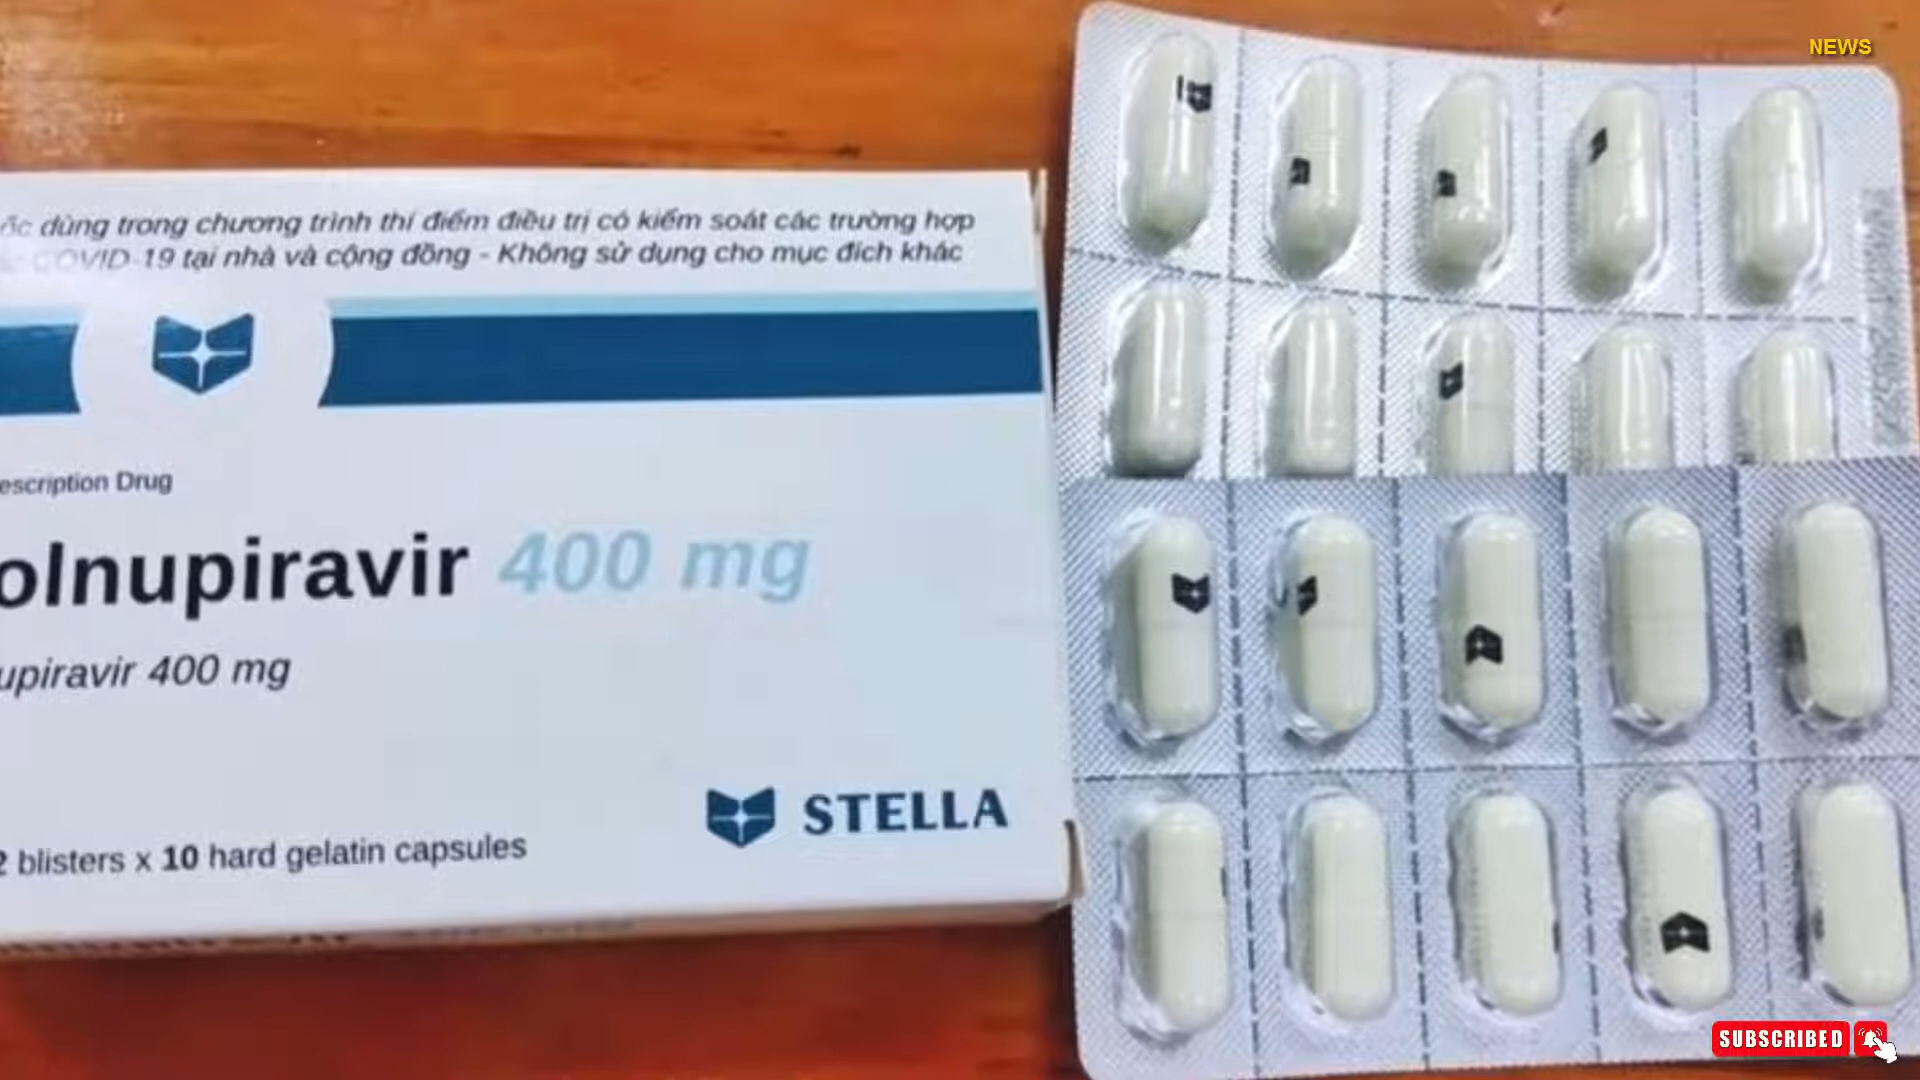 NEWS
ốc dùng trong chương trình thí điểm điều trị có kiểm soát các trường hợp
COVID-19 tại nhà và cộng đồng - Không sử dụng cho mục đích khác
escription Drug
olnupiravir 400 mg
upiravir 400 mg
STELLA
2 blisters x 10 hard gelatin capsules
SUBSCRIBED